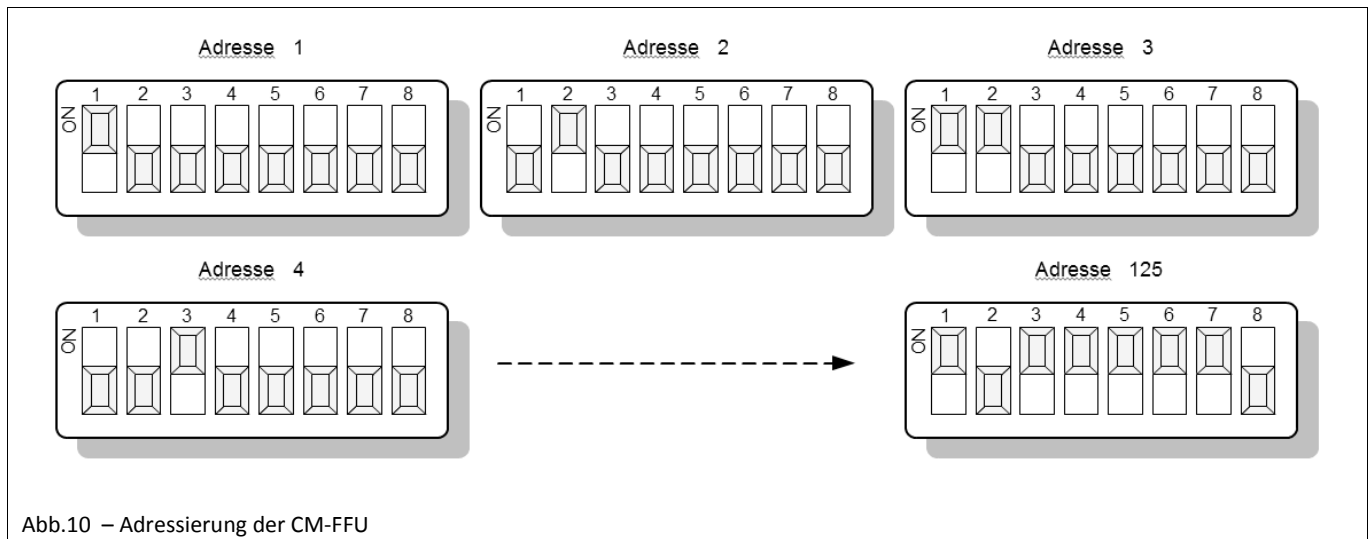 Adresse 1
1 2 3 4 5 6 7 8
ON
Adresse 2
1 2 3 4 5 6 7 8
ON
Adresse 3
1 2 3 4 5 6 7 8
ON
Adresse 4
1 2 3 4 5 6 7 8
ON
Adresse 125
1 2 3 4 5 6 7 8
ON
Abb.10 – Adressierung der CM-FFU